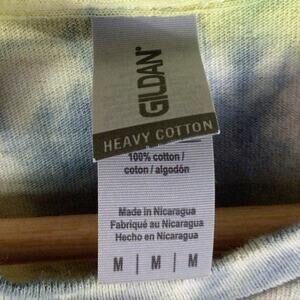 GILDAN®
HEAVY COTTON
100% cotton /
coton / algodón
Made in Nicaragua
Fabriqué au Nicaragua
Hecho en Nicaragua
M | M | M